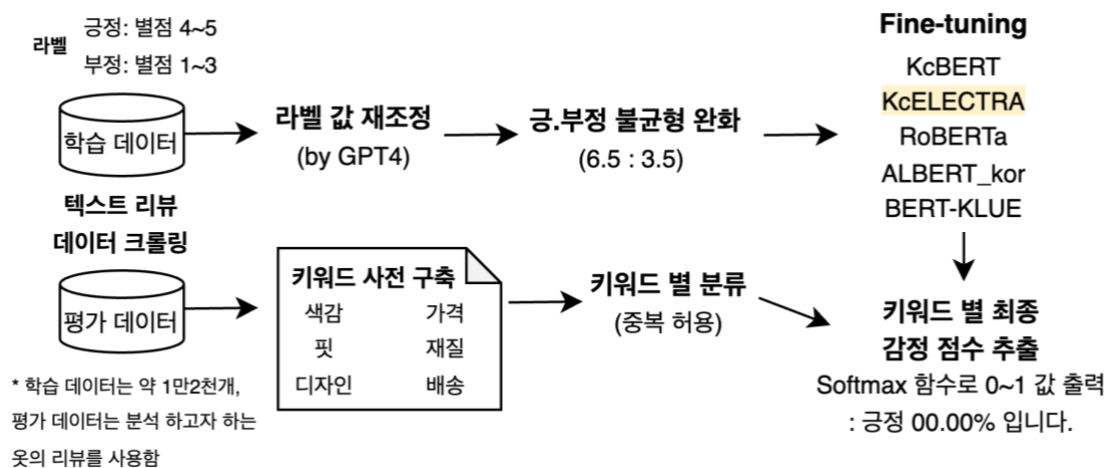 라벨
긍정: 별점 4~5
부정: 별점 1~3
학습 데이터
라벨 값 재조정
(by GPT4)
긍.부정 불균형 완화
(6.5 : 3.5)
Fine-tuning
KcBERT
KcELECTRA
RoBERTa
ALBERT_kor
BERT-KLUE
텍스트 리뷰
데이터 크롤링
평가 데이터
키워드 사전 구축
색감 가격
핏 재질
디자인 배송
키워드 별 분류
(중복 허용)
키워드 별 최종
감정 점수 추출
Softmax 함수로 0~1 값 출력
: 긍정 00.00% 입니다.
* 학습 데이터는 약 1만2천개,
평가 데이터는 분석 하고자 하는
옷의 리뷰를 사용함